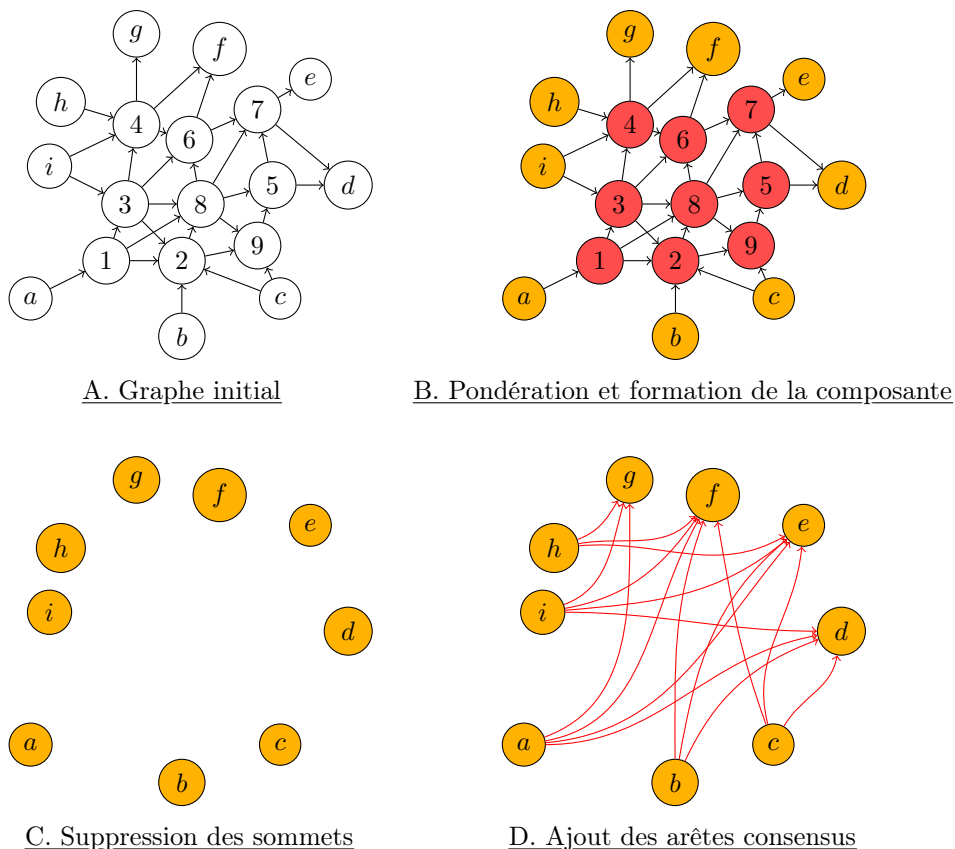 g
f
e
h
4
7
6
i
5
d
3
8
9
1
2
a
c
b
A. Graphe initial
g
f
e
h
4
7
6
i
5
d
3
8
9
1
2
a
c
b
B. Pondération et formation de la composante
g
f
e
h
i
d
a
c
b
C. Suppression des sommets
g
f
e
h
i
d
a
c
b
D. Ajout des arêtes consensus